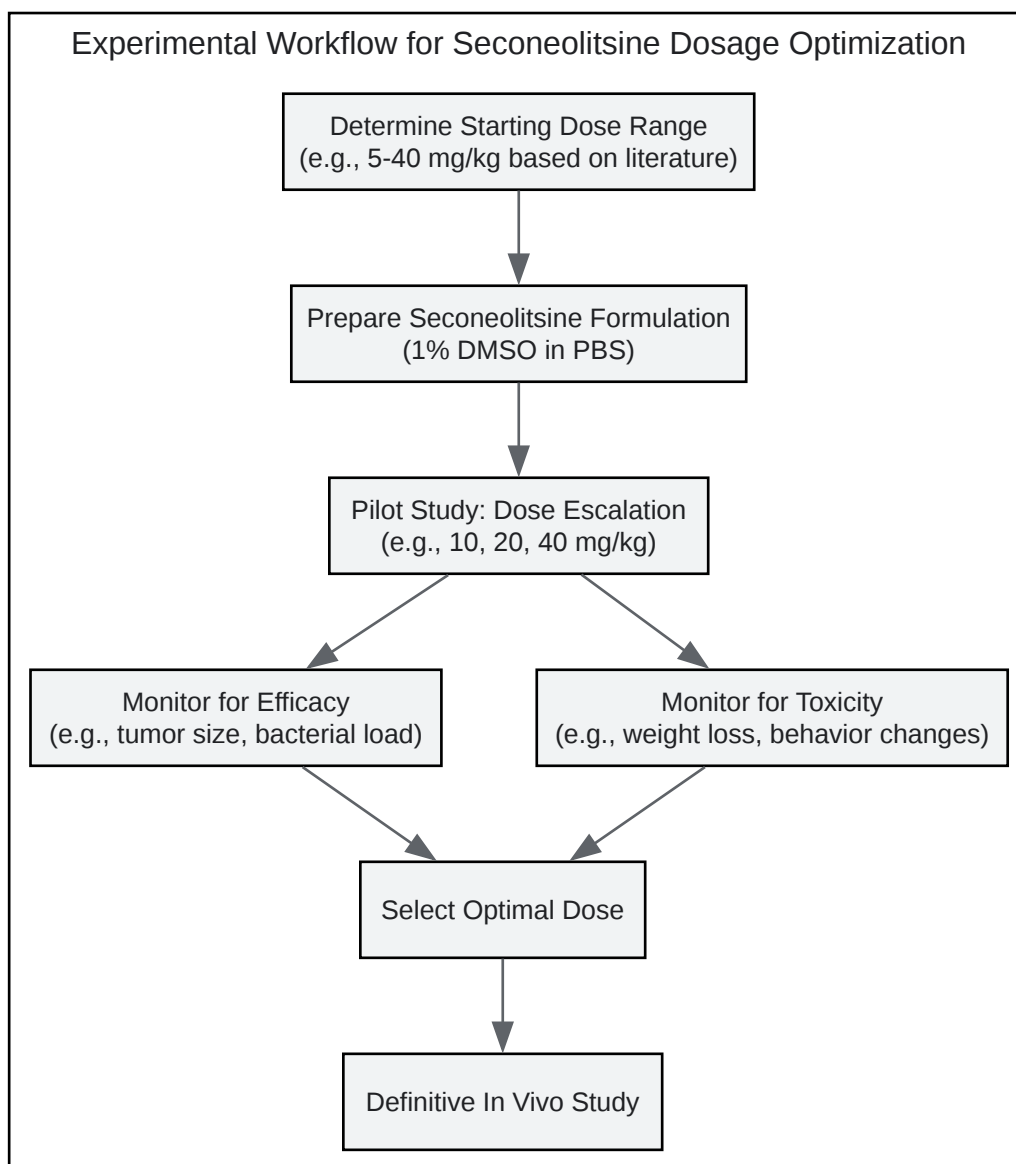 Experimental Workflow for Seconeolitsine Dosage Optimization
Determine Starting Dose Range
(e.g., 5-40 mg/kg based on literature)
Prepare Seconeolitsine Formulation
(1% DMSO in PBS)
Pilot Study: Dose Escalation
(e.g., 10, 20, 40 mg/kg)
Monitor for Efficacy
(e.g., tumor size, bacterial load)
Monitor for Toxicity
(e.g., weight loss, behavior changes)
Select Optimal Dose
Definitive In Vivo Study